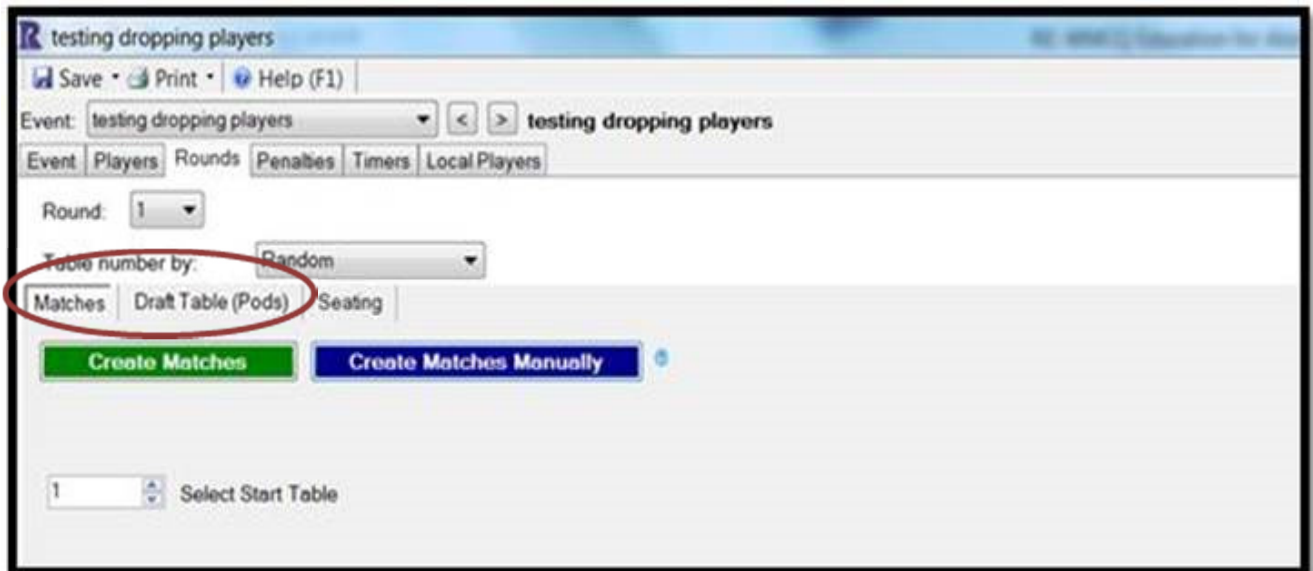 R testing dropping players
Save Print Help (F1)
Event: testing dropping players < > testing dropping players
Event Players Rounds Penalties Timers Local Players
Round: 1
Table number by: Random
Matches Draft Table (Pods) Seating
Create Matches Create Matches Manually
1 Select Start Table